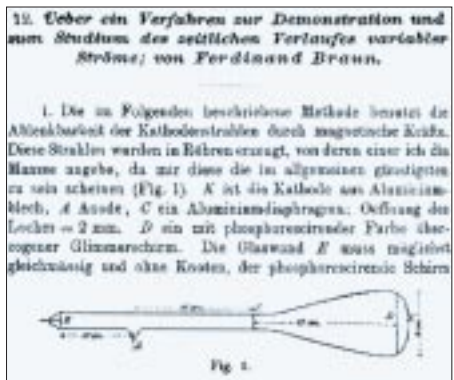 12. Ueber ein Verfahren zur Demonstration und
zum Studium des zeitlichen Verlaufes variabler
Ströme; von Ferdinand Braun.
1. Die im Folgenden beschriebene Methode benutzt die
Ablenkbarkeit der Kathodenstrahlen durch magnetische Kräfte.
Diese Strahlen wurden in Röhren erzeugt, von deren einer ich die
Maasse angebe, da mir diese die im allgemeinen günstigsten
zu sein scheinen (Fig. 1). K ist die Kathode aus Aluminium-
blech, A Anode, C ein Aluminiumdiaphragma; Oeffnung des
Loches = 2 mm. D ein mit phosphorescirender Farbe über-
zogener Glimmerschirm. Die Glaswand E muss möglichst
gleichmässig und ohne Knoten, der phosphorescirende Schirm
K
Fig. 1.